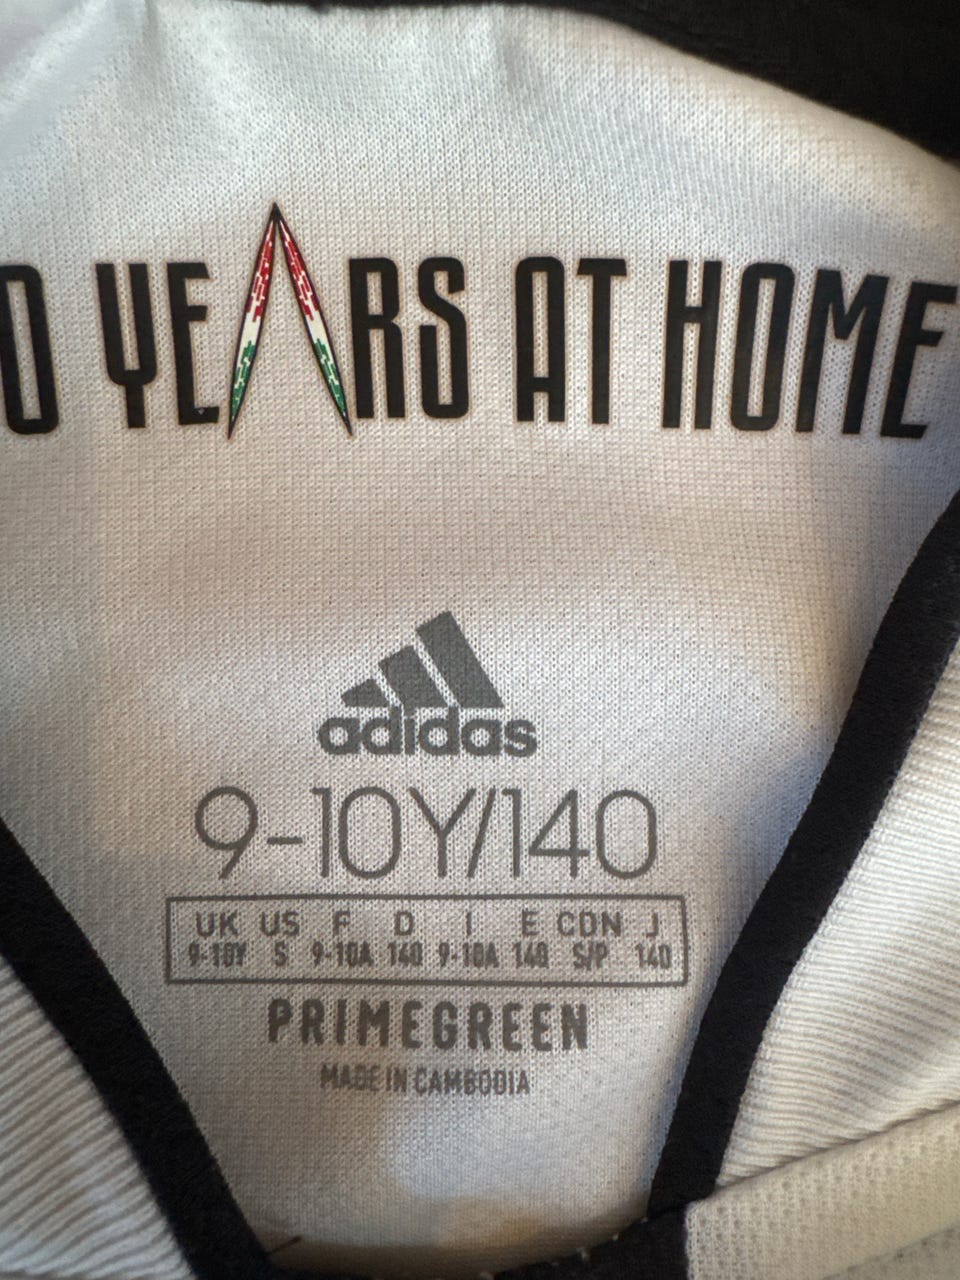 0 YEARS AT HOME
adidas
9-10Y/140
UK US F D I E CDN J
9-10Y S 9-10A 140 9-10A 140 S/P 140
PRIMEGREEN
MADE IN CAMBODIA